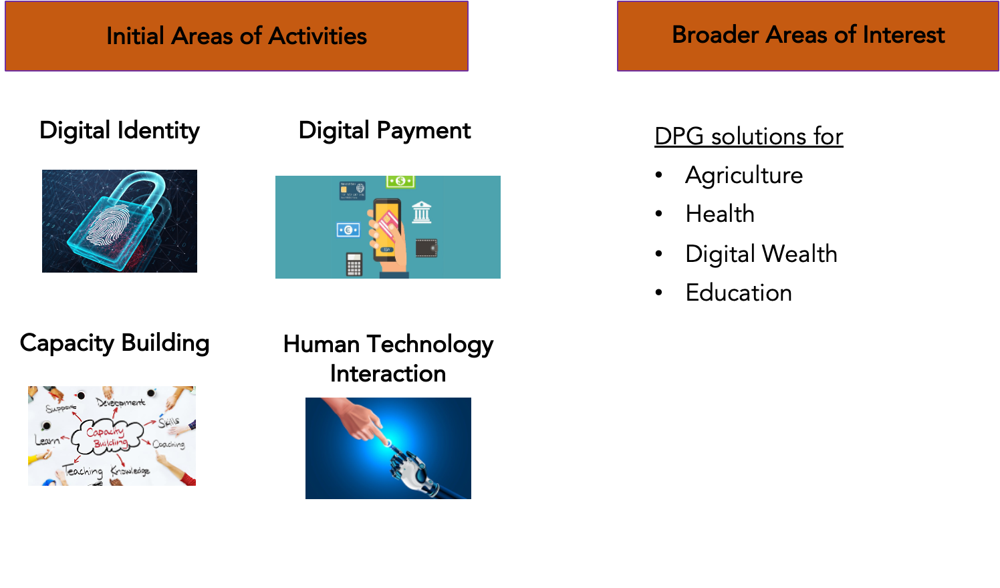 Initial Areas of Activities
Broader Areas of Interest
Digital Identity
Digital Payment
Capacity Building
Support
Development
Skills
Capacity
Building
Learn
Coaching
Teaching
Knowledge
Human Technology
Interaction
PAY
DPG solutions for
• Agriculture
• Health
• Digital Wealth
• Education